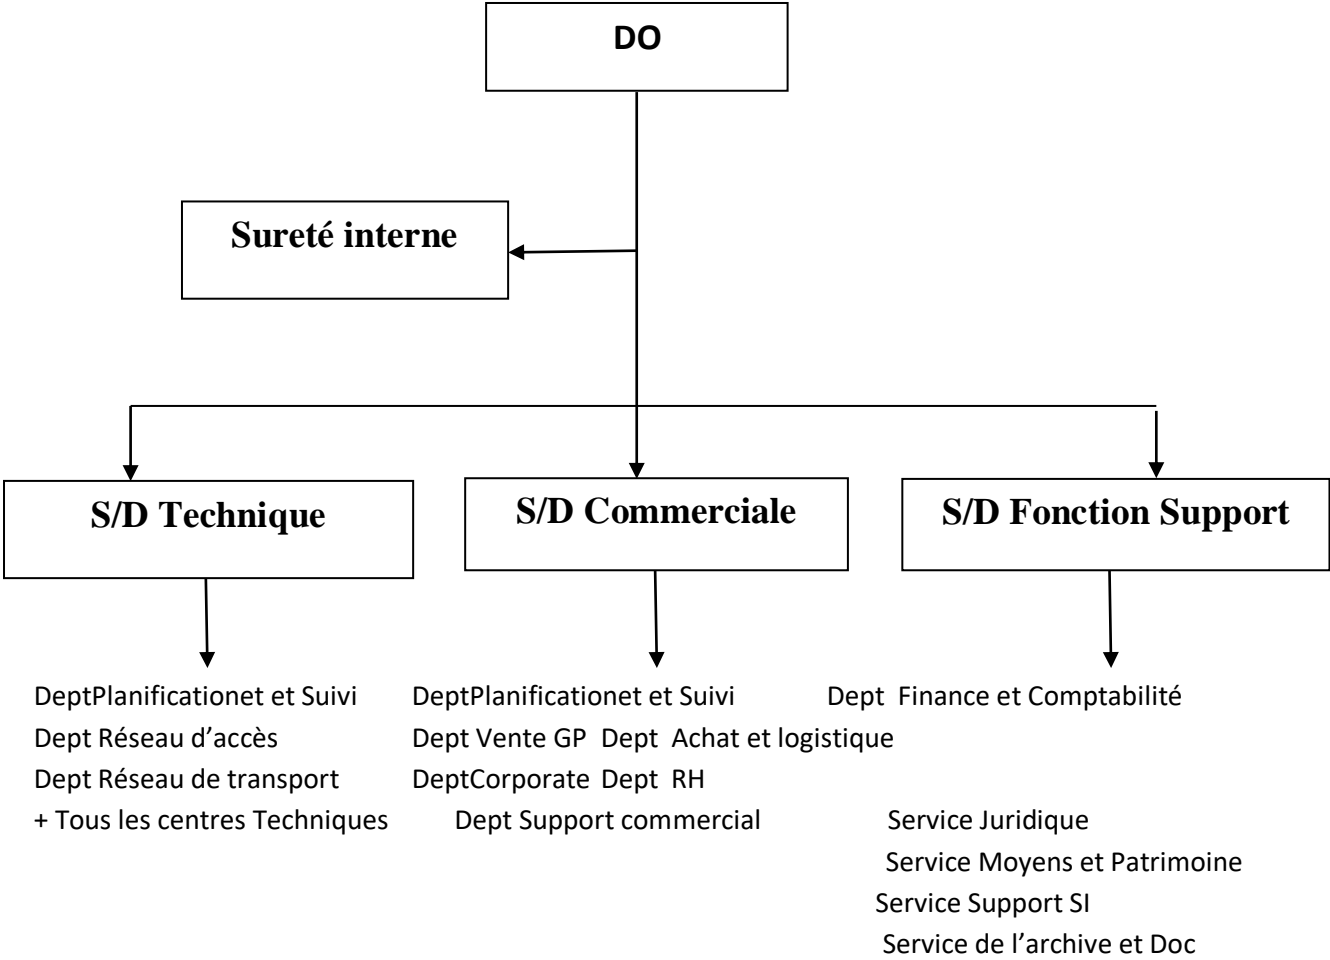 DO
Sureté interne
S/D Technique
S/D Commerciale
S/D Fonction Support
DeptPlanificationet et Suivi DeptPlanificationet et Suivi Dept Finance et Comptabilité
Dept Réseau d’accès Dept Vente GP Dept Achat et logistique
Dept Réseau de transport DeptCorporate Dept RH
+ Tous les centres Techniques Dept Support commercial Service Juridique
Service Moyens et Patrimoine
Service Support SI
Service de l’archive et Doc